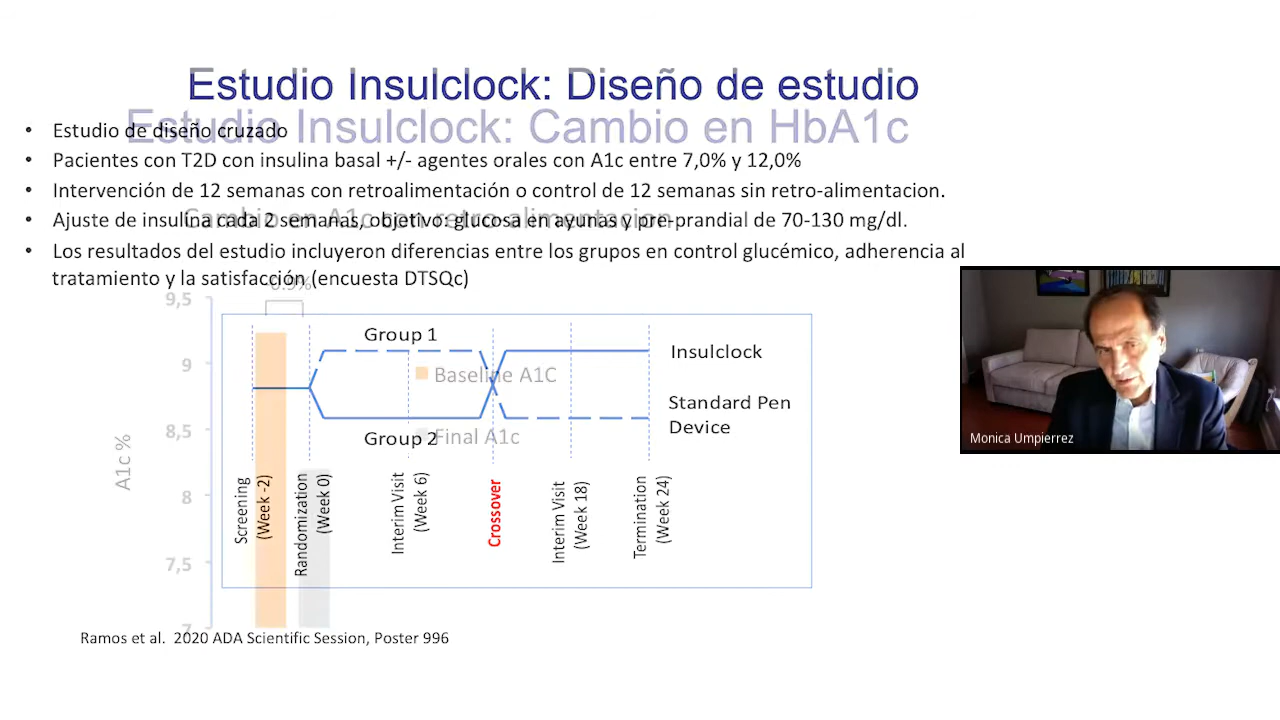 Estudio Insulclock: Diseño de estudio
Estudio Insulclock: Cambio en HbA1c
• Estudio de diseño cruzado
• Pacientes con T2D con insulina basal +/- agentes orales con A1c entre 7,0% y 12,0%
• Intervención de 12 semanas con retroalimentación o control de 12 semanas sin retro-alimentacion.
• Ajuste de insulina cada 2 semanas, objetivo: glucosa en ayunas y pre-prandial de 70-130 mg/dl.
Cambio en A1c con retro-alimentacion
• Los resultados del estudio incluyeron diferencias entre los grupos en control glucémico, adherencia al
tratamiento y la satisfacción (encuesta DTSQc)
9,5
9
8,5
8
7,5
7
A1c %
Group 1
Baseline A1C
Group 2
Final A1c
Insulclock
Standard Pen
Device
Screening
(Week -2)
Randomization
(Week 0)
Interim Visit
(Week 6)
Crossover
Interim Visit
(Week 18)
Termination
(Week 24)
Ramos et al. 2020 ADA Scientific Session, Poster 996
Monica Umpierrez